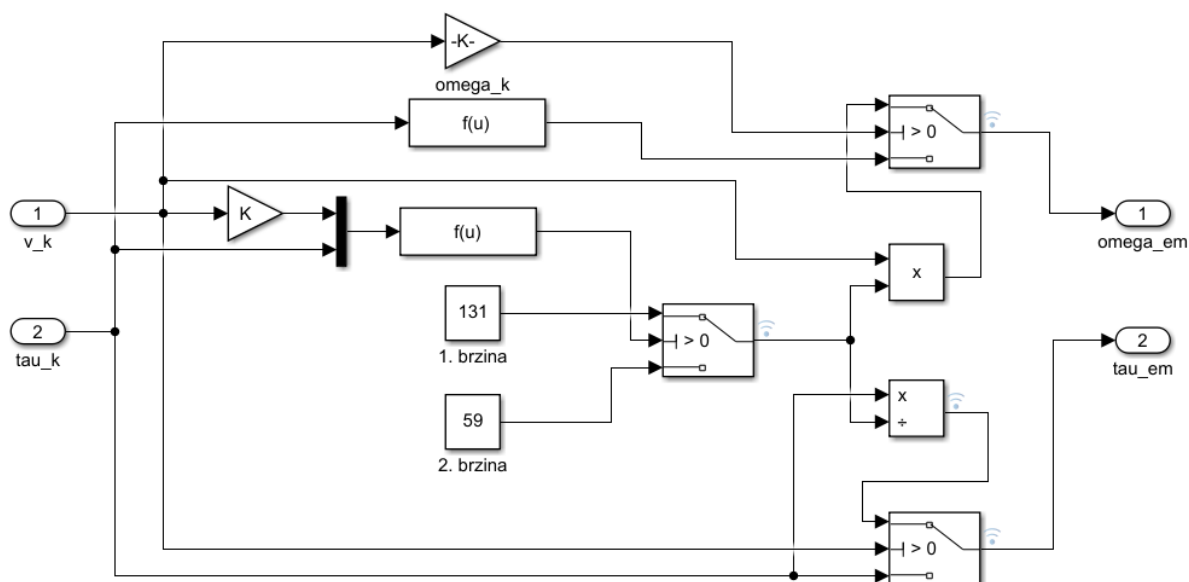 -K-
omega_k
f(u)
> 0
1
v_k
K
f(u)
1
omega_em
x
131
1. brzina
> 0
2
tau_k
2
tau_em
59
2. brzina
x
÷
> 0